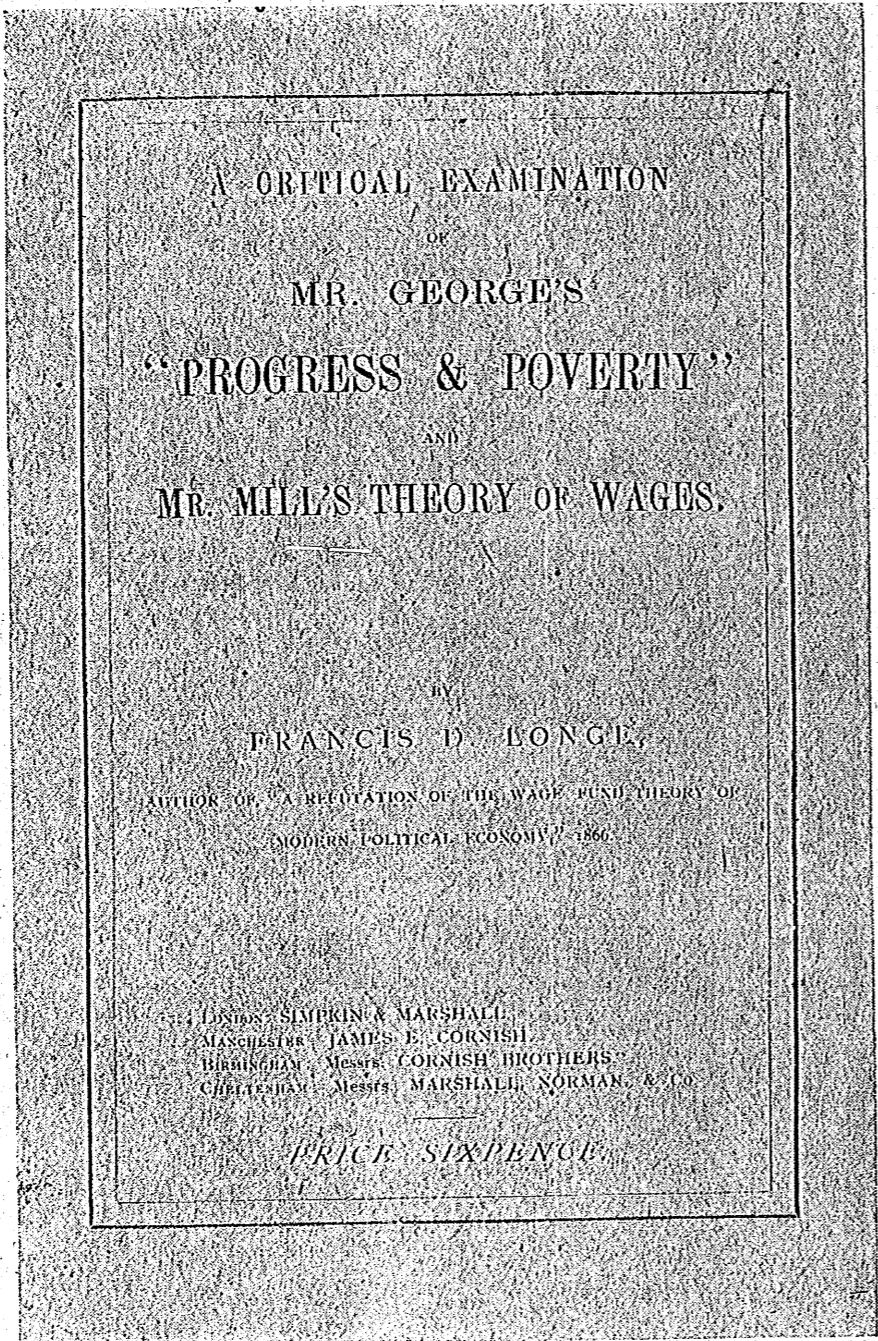 A CRITICAL EXAMINATION
OF
MR. GEORGE'S
“PROGRESS & POVERTY”
AND
MR. MILL'S THEORY OF WAGES.
BY
FRANCIS D. LONGE,
AUTHOR OF “A REFUTATION OF THE WAGE FUND THEORY OF
MODERN POLITICAL ECONOMY,” 1866.
LONDON: SIMPKIN & MARSHALL.
MANCHESTER: JAMES E. CORNISH.
BIRMINGHAM: Messrs. CORNISH BROTHERS.
CHELTENHAM: Messrs. MARSHALL, NORMAN, & Co.
PRICE SIXPENCE.